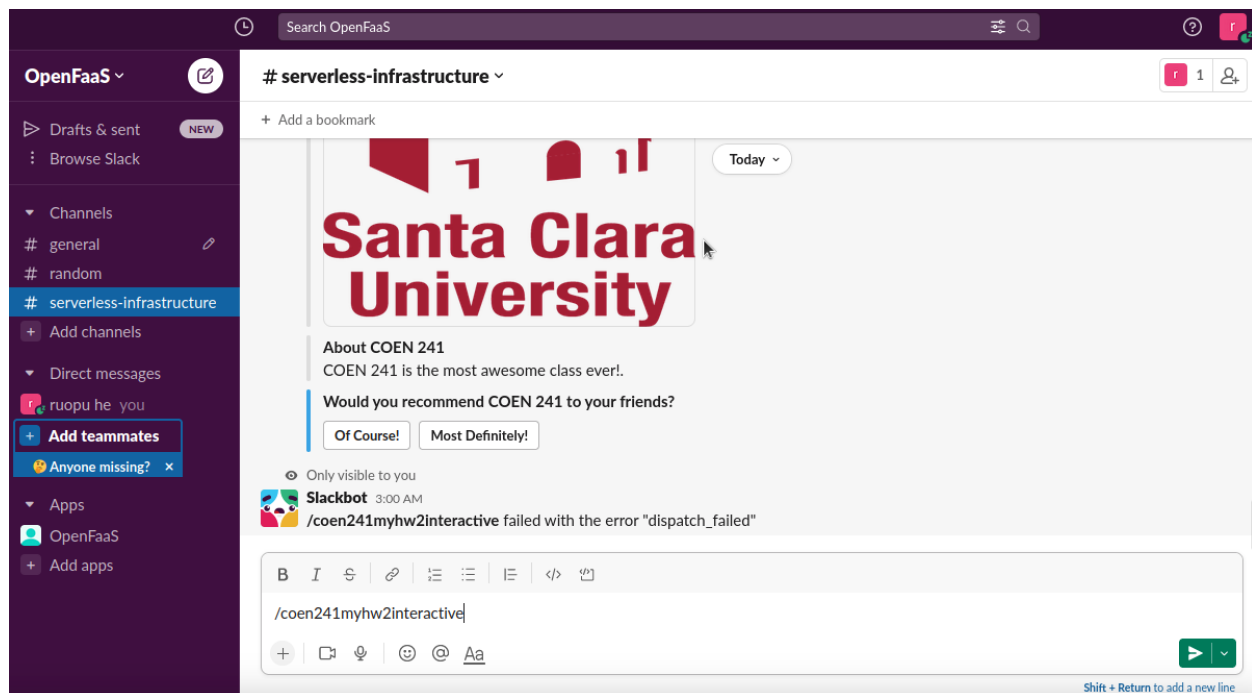 Search OpenFaaS
r
OpenFaaS
# serverless-infrastructure
r 1
Drafts & sent NEW
+ Add a bookmark
Browse Slack
Today
Channels
# general
# random
# serverless-infrastructure
+ Add channels
Direct messages
r ruopu he you
+ Add teammates
🤔 Anyone missing? ×
Apps
OpenFaaS
+ Add apps
Santa Clara
University
About COEN 241
COEN 241 is the most awesome class ever!.
Would you recommend COEN 241 to your friends?
Of Course! Most Definitely!
Only visible to you
Slackbot 3:00 AM
/coen241myhw2interactive failed with the error "dispatch_failed"
B I S
/coen241myhw2interactive
+ @ Aa
Shift + Return to add a new line